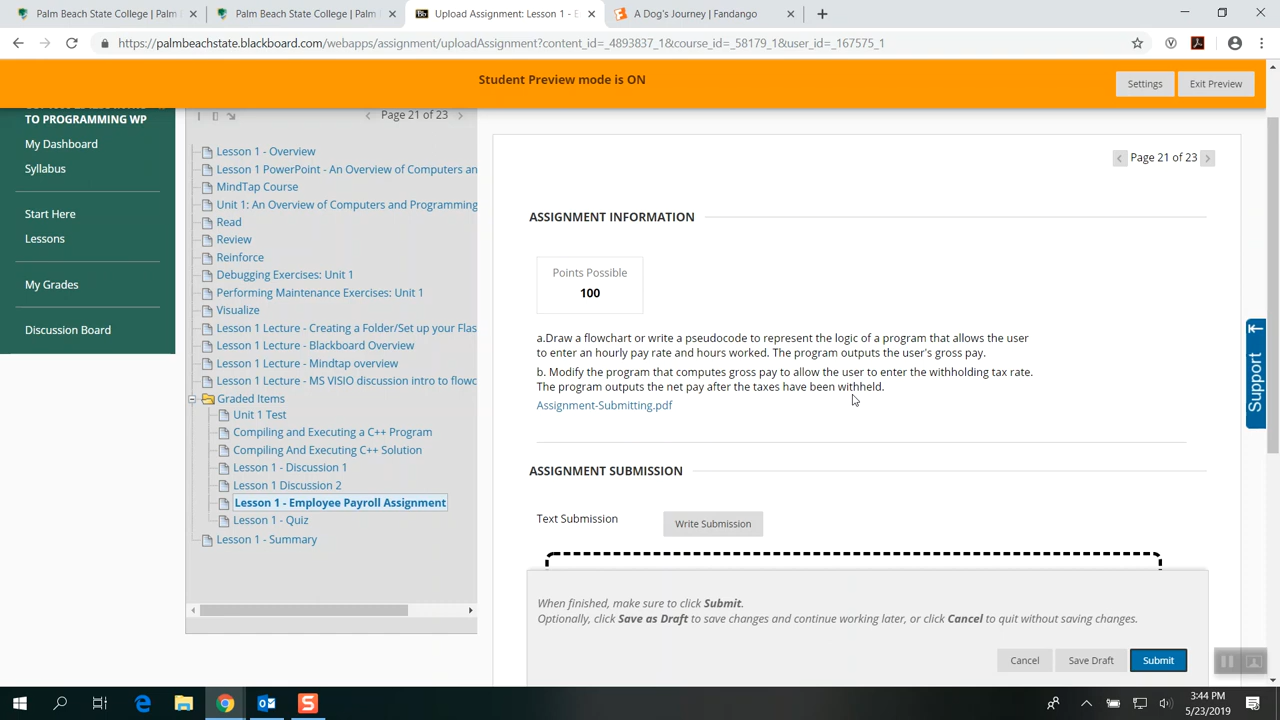 Palm Beach State College | Palm
Palm Beach State College | Palm
Upload Assignment: Lesson 1 - E
A Dog's Journey | Fandango
https://palmbeachstate.blackboard.com/webapps/assignment/uploadAssignment?content_id=_4893837_1&course_id=_58179_1&user_id=_167575_1
Student Preview mode is ON
Settings
Exit Preview
TO PROGRAMMING WP
My Dashboard
Syllabus
Start Here
Lessons
My Grades
Discussion Board
Page 21 of 23
Lesson 1 - Overview
Lesson 1 PowerPoint - An Overview of Computers an
MindTap Course
Unit 1: An Overview of Computers and Programming
Read
Review
Reinforce
Debugging Exercises: Unit 1
Performing Maintenance Exercises: Unit 1
Visualize
Lesson 1 Lecture - Creating a Folder/Set up your Flas
Lesson 1 Lecture - Blackboard Overview
Lesson 1 Lecture - Mindtap overview
Lesson 1 Lecture - MS VISIO discussion intro to flowc
Graded Items
Unit 1 Test
Compiling and Executing a C++ Program
Compiling And Executing C++ Solution
Lesson 1 - Discussion 1
Lesson 1 Discussion 2
Lesson 1 - Employee Payroll Assignment
Lesson 1 - Quiz
Lesson 1 - Summary
Page 21 of 23
ASSIGNMENT INFORMATION
Points Possible
100
a.Draw a flowchart or write a pseudocode to represent the logic of a program that allows the user
to enter an hourly pay rate and hours worked. The program outputs the user's gross pay.
b. Modify the program that computes gross pay to allow the user to enter the withholding tax rate.
The program outputs the net pay after the taxes have been withheld.
Assignment-Submitting.pdf
ASSIGNMENT SUBMISSION
Text Submission
Write Submission
When finished, make sure to click Submit.
Optionally, click Save as Draft to save changes and continue working later, or click Cancel to quit without saving changes.
Cancel
Save Draft
Submit
Support
3:44 PM
5/23/2019